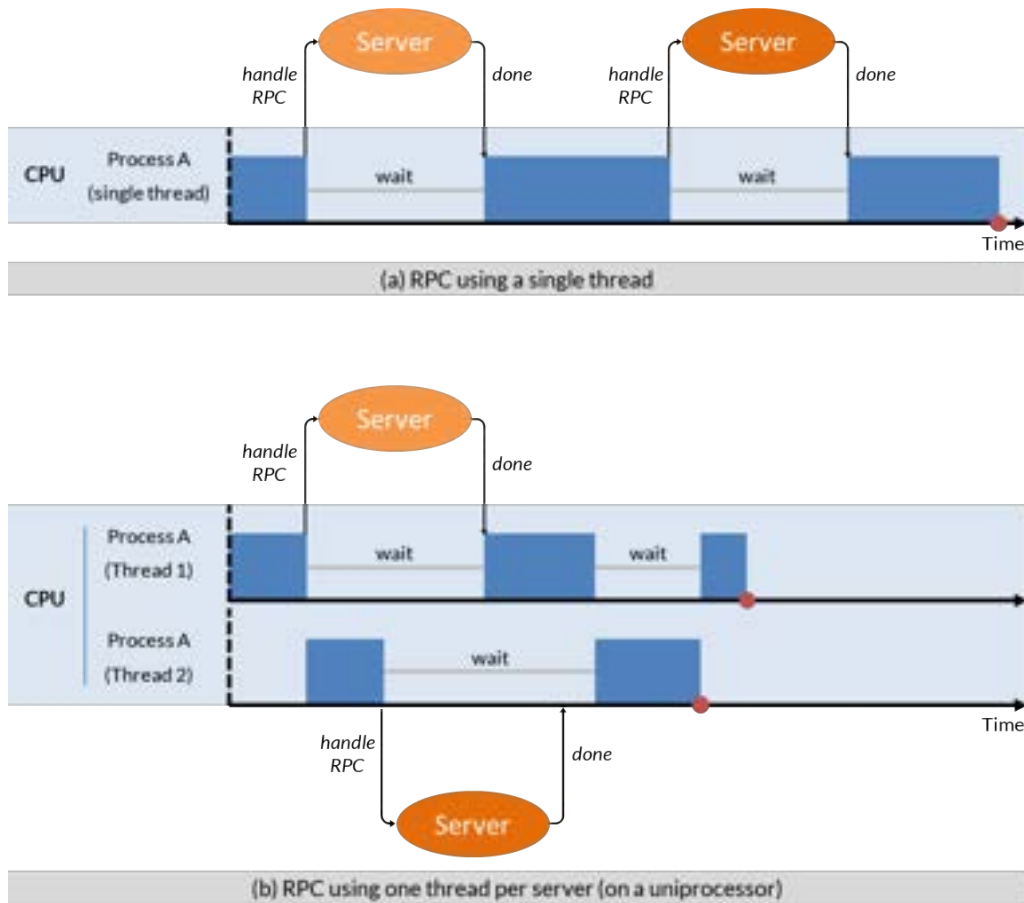 Server
Server
handle
RPC
done
handle
RPC
done
CPU
Process A
(single thread)
wait
wait
Time
(a) RPC using a single thread
Server
handle
RPC
done
CPU
Process A
(Thread 1)
wait
wait
Process A
(Thread 2)
wait
Time
handle
RPC
done
Server
(b) RPC using one thread per server (on a uniprocessor)